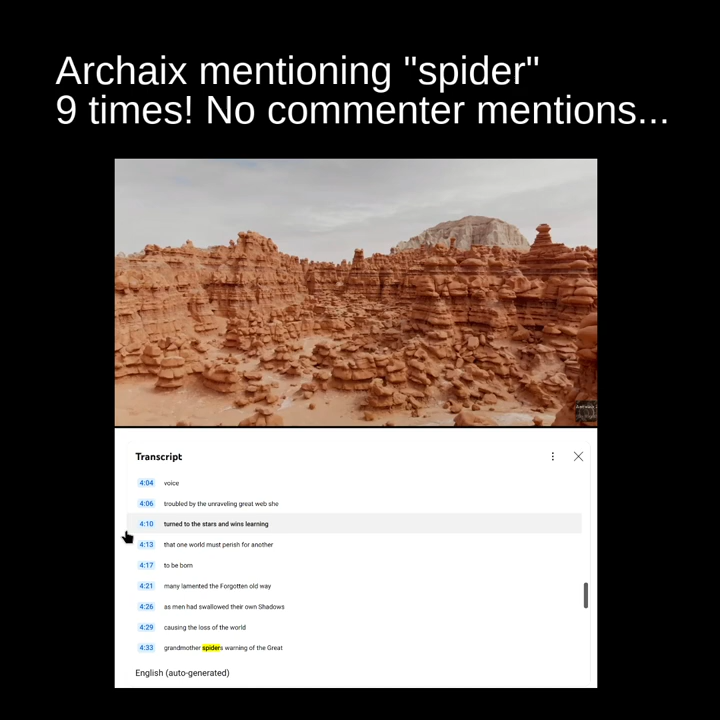 Archaix mentioning "spider"
9 times! No commenter mentions...
Transcript
4:04 voice
4:06 troubled by the unraveling great web she
4:10 turned to the stars and wins learning
4:13 that one world must perish for another
4:17 to be born
4:21 many lamented the Forgotten old way
4:26 as men had swallowed their own Shadows
4:29 causing the loss of the world
4:33 grandmother spiders warning of the Great
English (auto-generated)